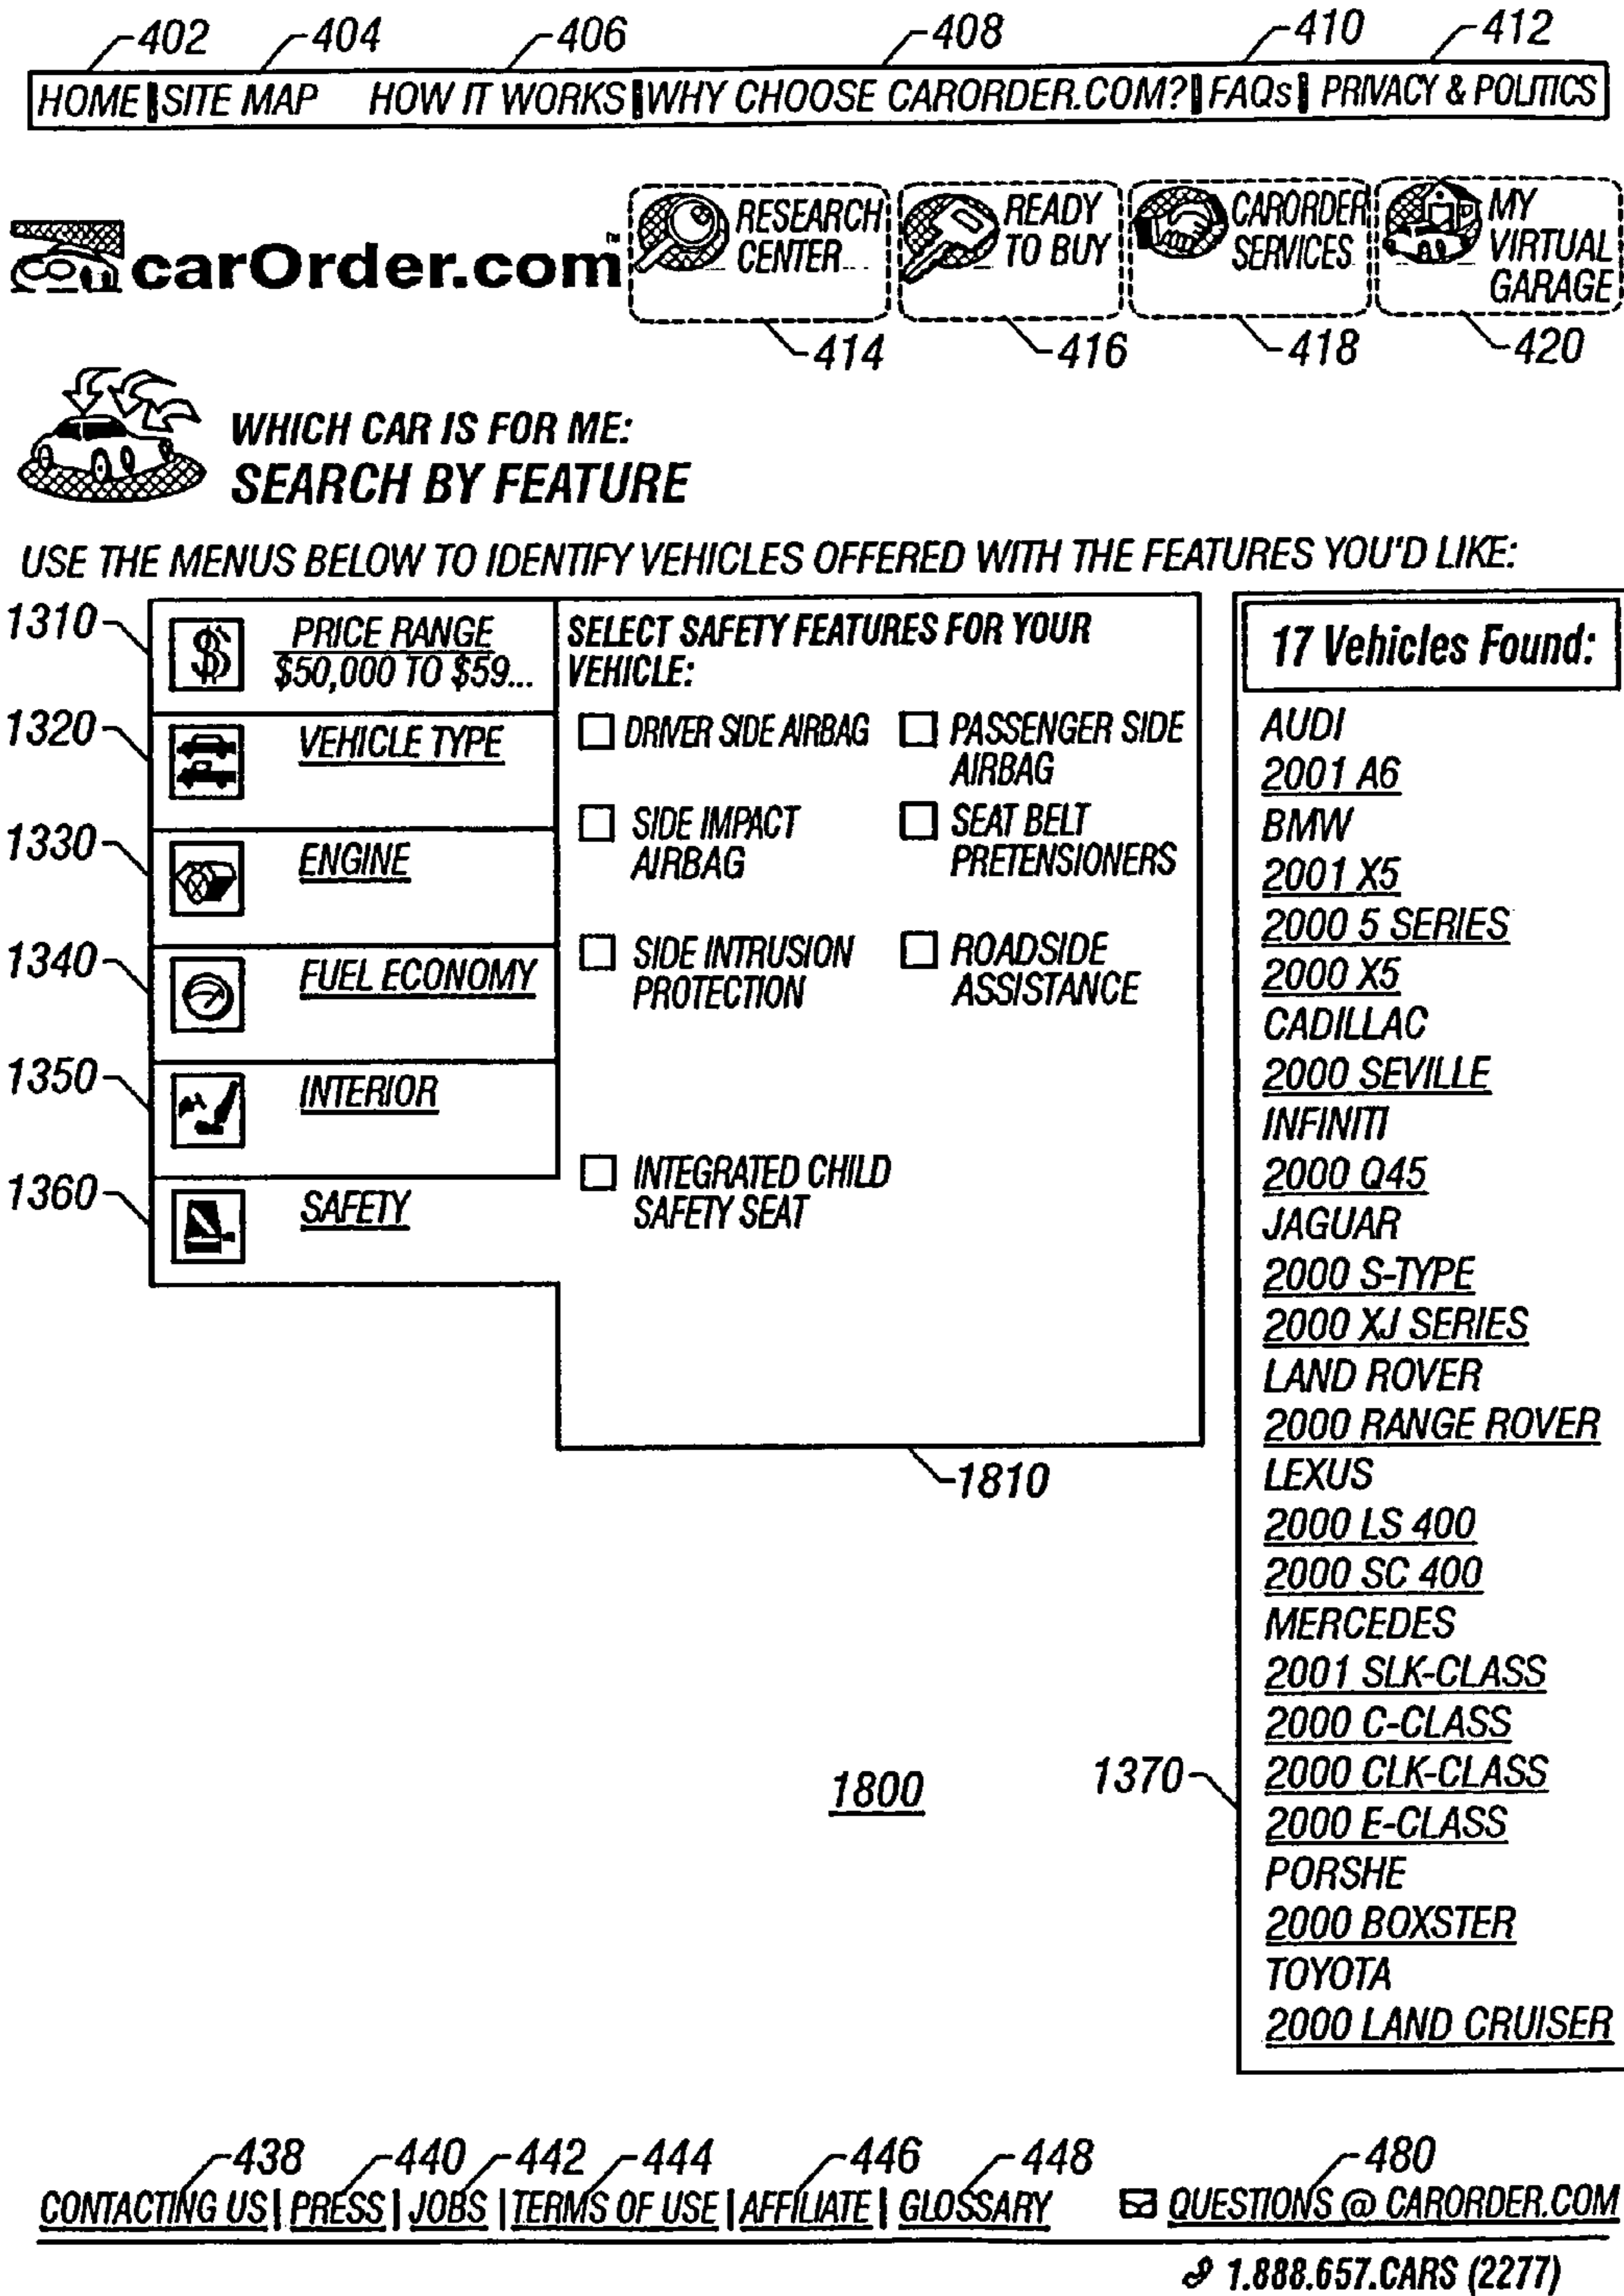 402 404 406 408 410 412
HOME | SITE MAP HOW IT WORKS | WHY CHOOSE CARORDER.COM? | FAQs | PRIVACY & POLITICS
carOrder.com™
RESEARCH
CENTER
READY
TO BUY
CARORDER
SERVICES
MY
VIRTUAL
GARAGE
414 416 418 420
WHICH CAR IS FOR ME:
SEARCH BY FEATURE
USE THE MENUS BELOW TO IDENTIFY VEHICLES OFFERED WITH THE FEATURES YOU'D LIKE:
1310
$
PRICE RANGE
$50,000 TO $59...
1320
VEHICLE TYPE
1330
ENGINE
1340
FUEL ECONOMY
1350
INTERIOR
1360
SAFETY
SELECT SAFETY FEATURES FOR YOUR
VEHICLE:
DRIVER SIDE AIRBAG
PASSENGER SIDE
AIRBAG
SIDE IMPACT
AIRBAG
SEAT BELT
PRETENSIONERS
SIDE INTRUSION
PROTECTION
ROADSIDE
ASSISTANCE
INTEGRATED CHILD
SAFETY SEAT
1810
17 Vehicles Found:
AUDI
2001 A6
BMW
2001 X5
2000 5 SERIES
2000 X5
CADILLAC
2000 SEVILLE
INFINITI
2000 Q45
JAGUAR
2000 S-TYPE
2000 XJ SERIES
LAND ROVER
2000 RANGE ROVER
LEXUS
2000 LS 400
2000 SC 400
MERCEDES
2001 SLK-CLASS
2000 C-CLASS
2000 CLK-CLASS
2000 E-CLASS
PORSHE
2000 BOXSTER
TOYOTA
2000 LAND CRUISER
1370
1800
438 440 442 444 446 448 480
CONTACTING US | PRESS | JOBS | TERMS OF USE | AFFILIATE | GLOSSARY QUESTIONS @ CARORDER.COM
1.888.657.CARS (2277)